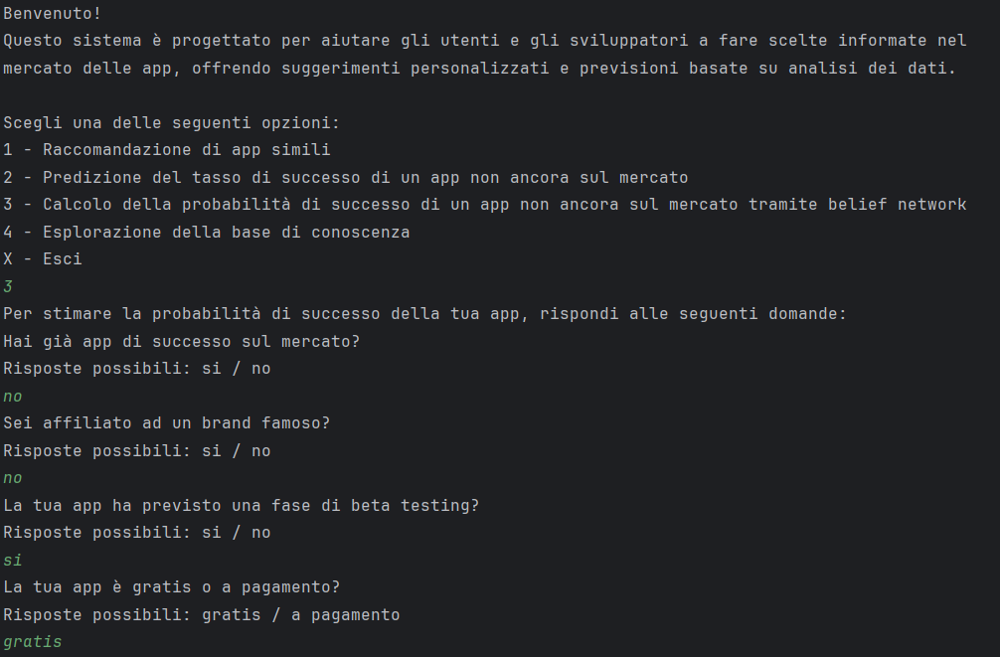 Benvenuto!
Questo sistema è progettato per aiutare gli utenti e gli sviluppatori a fare scelte informate nel
mercato delle app, offrendo suggerimenti personalizzati e previsioni basate su analisi dei dati.
Scegli una delle seguenti opzioni:
1 - Raccomandazione di app simili
2 - Predizione del tasso di successo di un app non ancora sul mercato
3 - Calcolo della probabilità di successo di un app non ancora sul mercato tramite belief network
4 - Esplorazione della base di conoscenza
X - Esci
3
Per stimare la probabilità di successo della tua app, rispondi alle seguenti domande:
Hai già app di successo sul mercato?
Risposte possibili: si / no
no
Sei affiliato ad un brand famoso?
Risposte possibili: si / no
no
La tua app ha previsto una fase di beta testing?
Risposte possibili: si / no
si
La tua app è gratis o a pagamento?
Risposte possibili: gratis / a pagamento
gratis